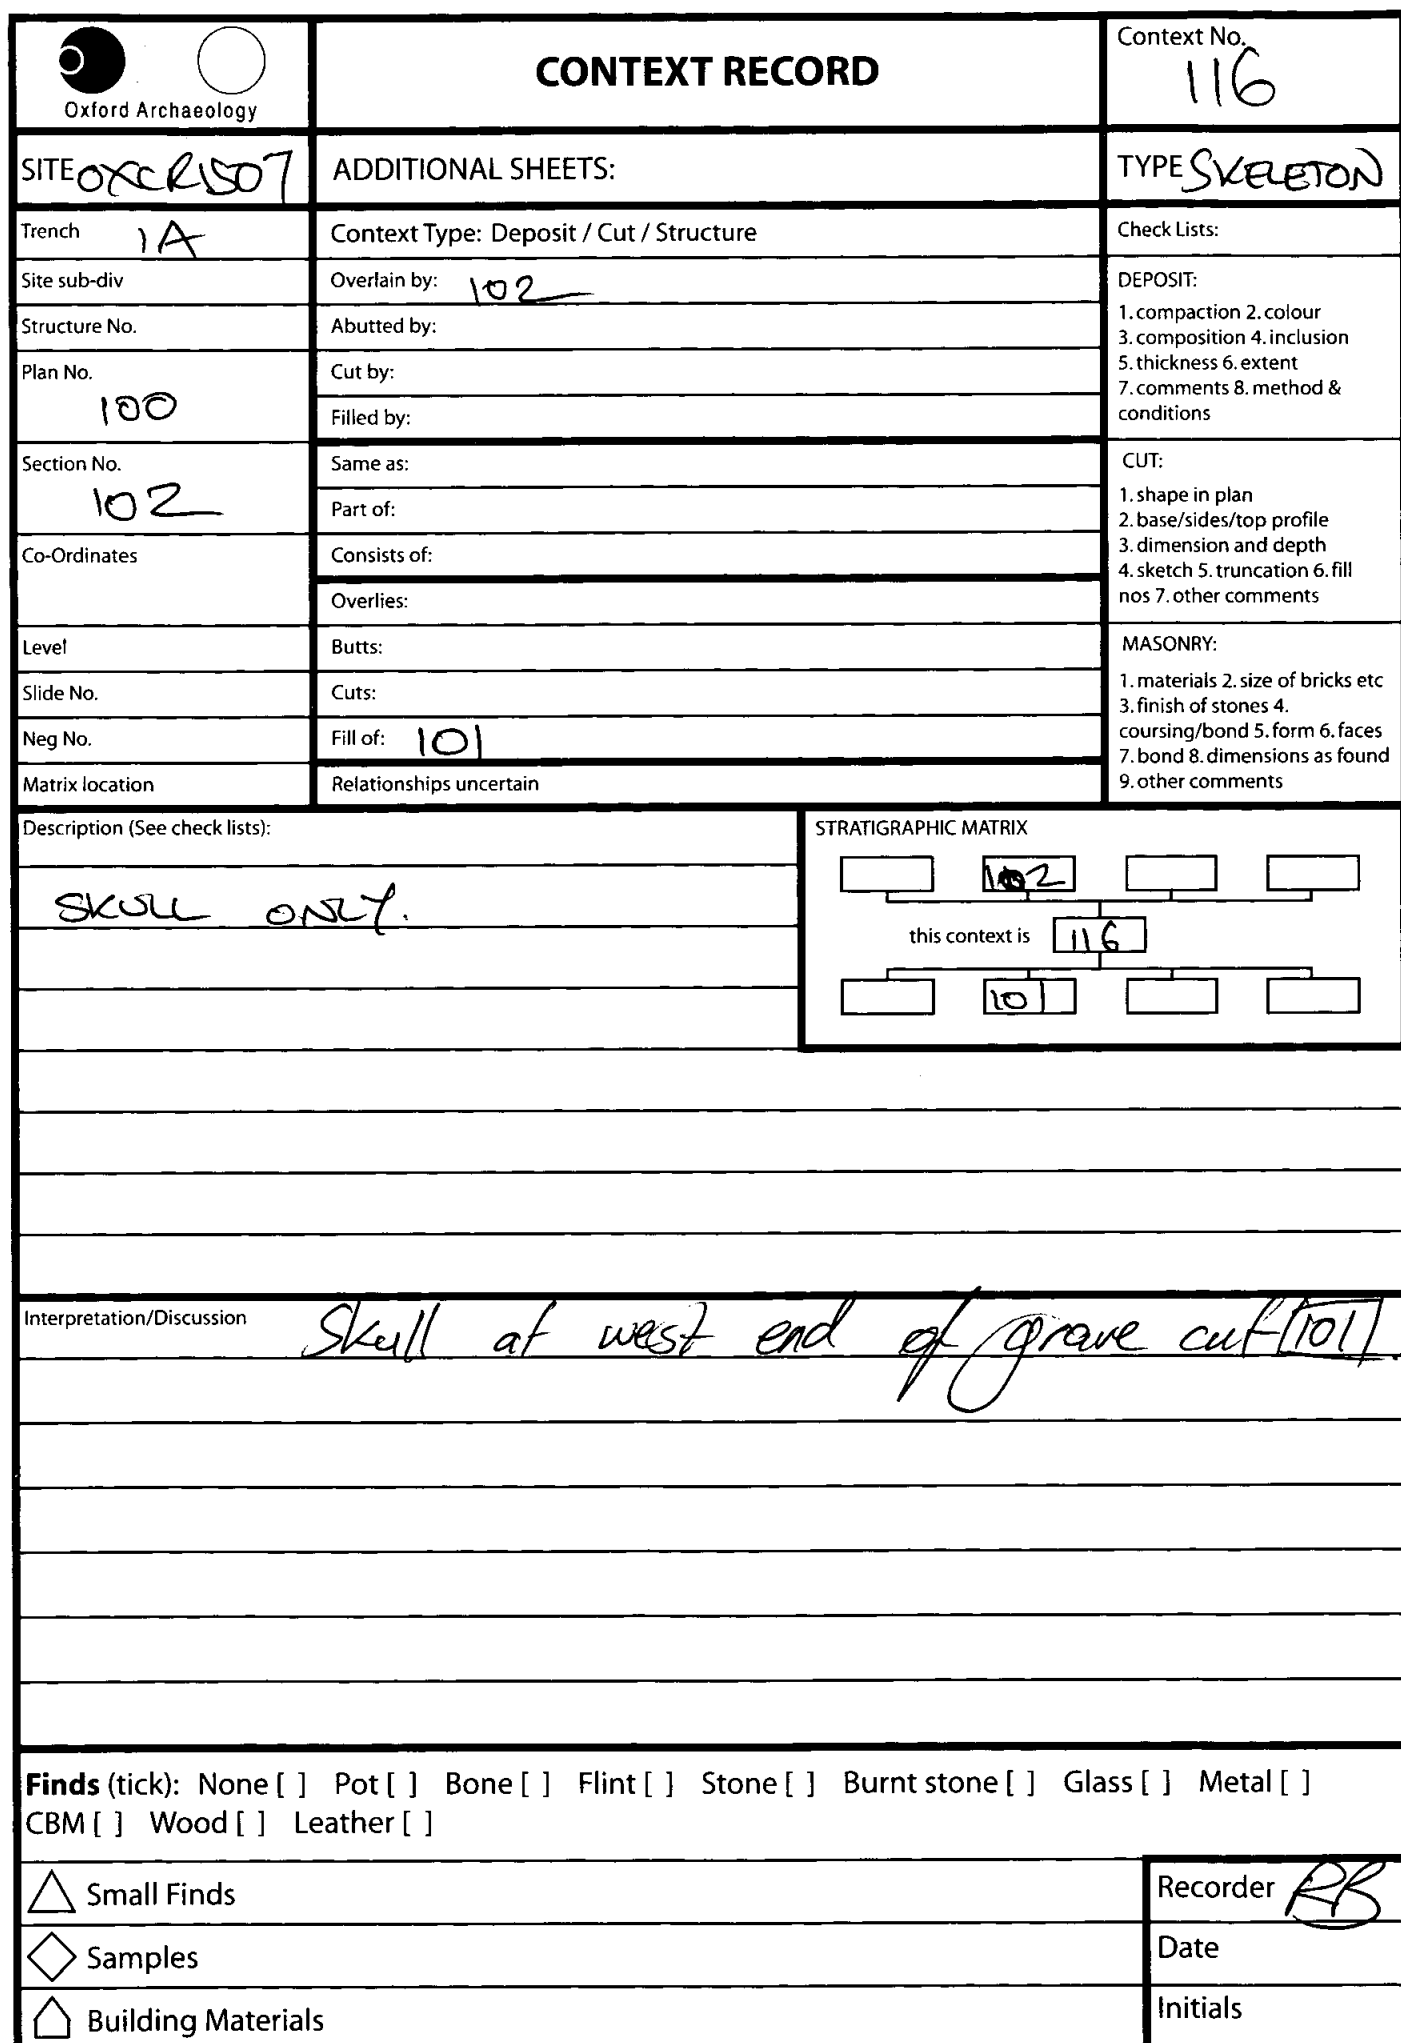 Oxford Archaeology
CONTEXT RECORD
Context No.
116
SITE OXCR1507
ADDITIONAL SHEETS:
TYPE SKELETON
Trench 1A
Context Type: Deposit / Cut / Structure
Check Lists:
Site sub-div
Overlain by: 102
Structure No.
Abutted by:
Plan No.
100
Cut by:
Filled by:
DEPOSIT:
1. compaction 2. colour
3. composition 4. inclusion
5. thickness 6. extent
7. comments 8. method &
conditions
Section No.
102
Same as:
Part of:
Co-Ordinates
Consists of:
Overlies:
CUT:
1. shape in plan
2. base/sides/top profile
3. dimension and depth
4. sketch 5. truncation 6. fill
nos 7. other comments
Level
Butts:
Slide No.
Cuts:
Neg No.
Fill of: 101
Matrix location
Relationships uncertain
MASONRY:
1. materials 2. size of bricks etc
3. finish of stones 4.
coursing/bond 5. form 6. faces
7. bond 8. dimensions as found
9. other comments
Description (See check lists):
SKULL ONLY.
STRATIGRAPHIC MATRIX
102
this context is 116
101
Interpretation/Discussion Skull at west end of grave cut [101].
Finds (tick): None [ ] Pot [ ] Bone [ ] Flint [ ] Stone [ ] Burnt stone [ ] Glass [ ] Metal [ ]
CBM [ ] Wood [ ] Leather [ ]
Small Finds
Recorder RB
Samples
Date
Building Materials
Initials